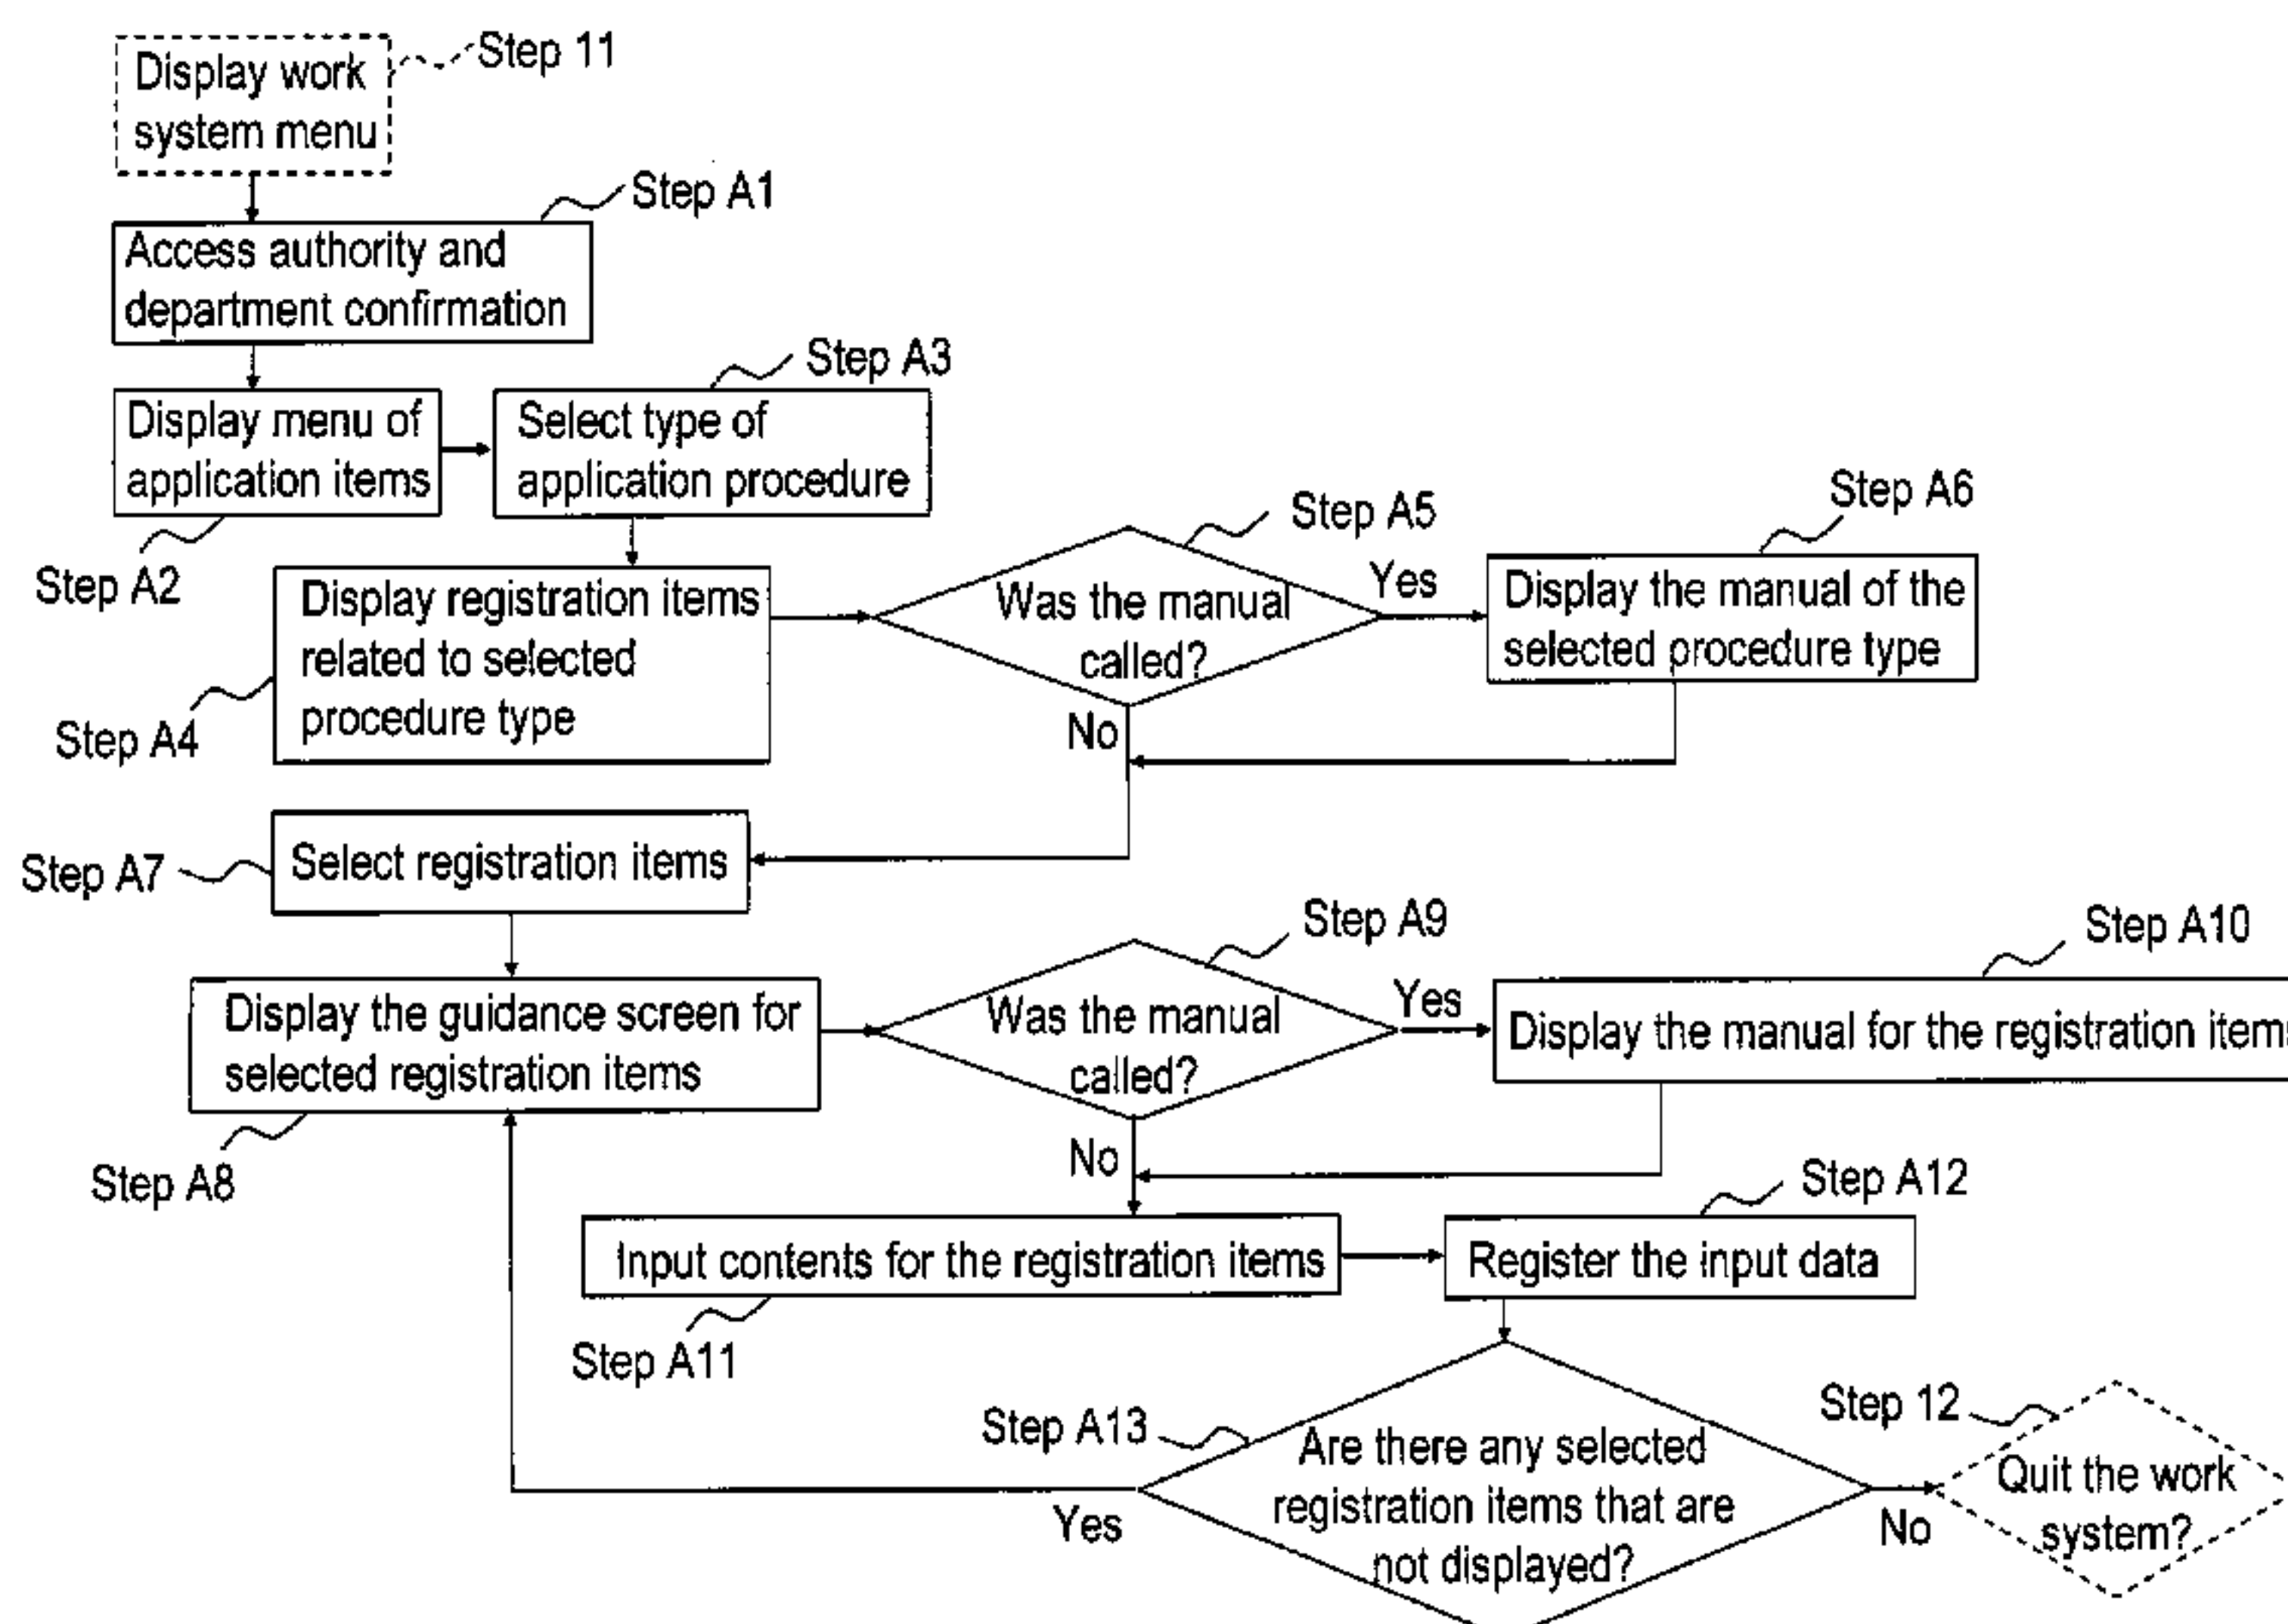 Display work
system menu
Step 11
Step A1
Access authority and
department confirmation
Step A3
Display menu of
application items
Select type of
application procedure
Step A2
Step A5
Step A6
Display registration items
related to selected
procedure type
Step A4
Was the manual
called?
Yes
No
Display the manual of the
selected procedure type
Step A7
Select registration items
Step A9
Step A10
Display the guidance screen for
selected registration items
Step A8
Was the manual
called?
Yes
No
Display the manual for the registration items
Step A12
Input contents for the registration items
Step A11
Register the input data
Step A13
Are there any selected
registration items that are
not displayed?
Yes
No
Step 12
Quit the work
system?